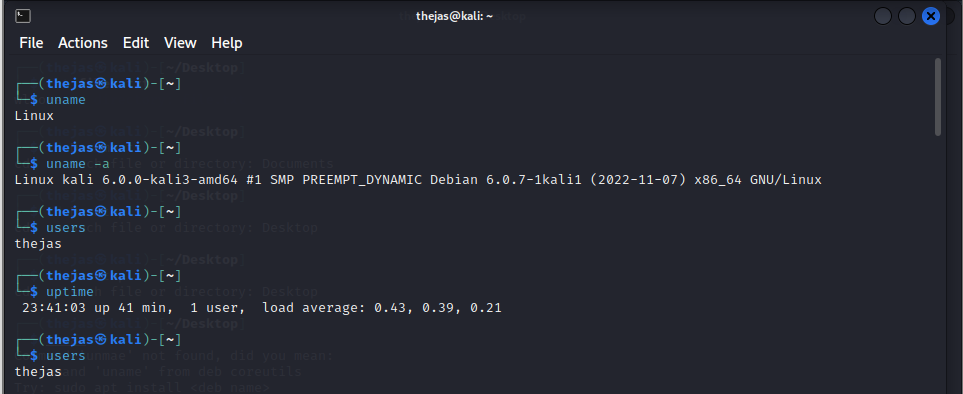 thejas@kali: ~
File Actions Edit View Help
┌──(thejas㉿kali)-[~]
└─$ uname
Linux
┌──(thejas㉿kali)-[~]
└─$ uname -a
Linux kali 6.0.0-kali3-amd64 #1 SMP PREEMPT_DYNAMIC Debian 6.0.7-1kali1 (2022-11-07) x86_64 GNU/Linux
┌──(thejas㉿kali)-[~]
└─$ users
thejas
┌──(thejas㉿kali)-[~]
└─$ uptime
23:41:03 up 41 min,  1 user,  load average: 0.43, 0.39, 0.21
┌──(thejas㉿kali)-[~]
└─$ users
thejas